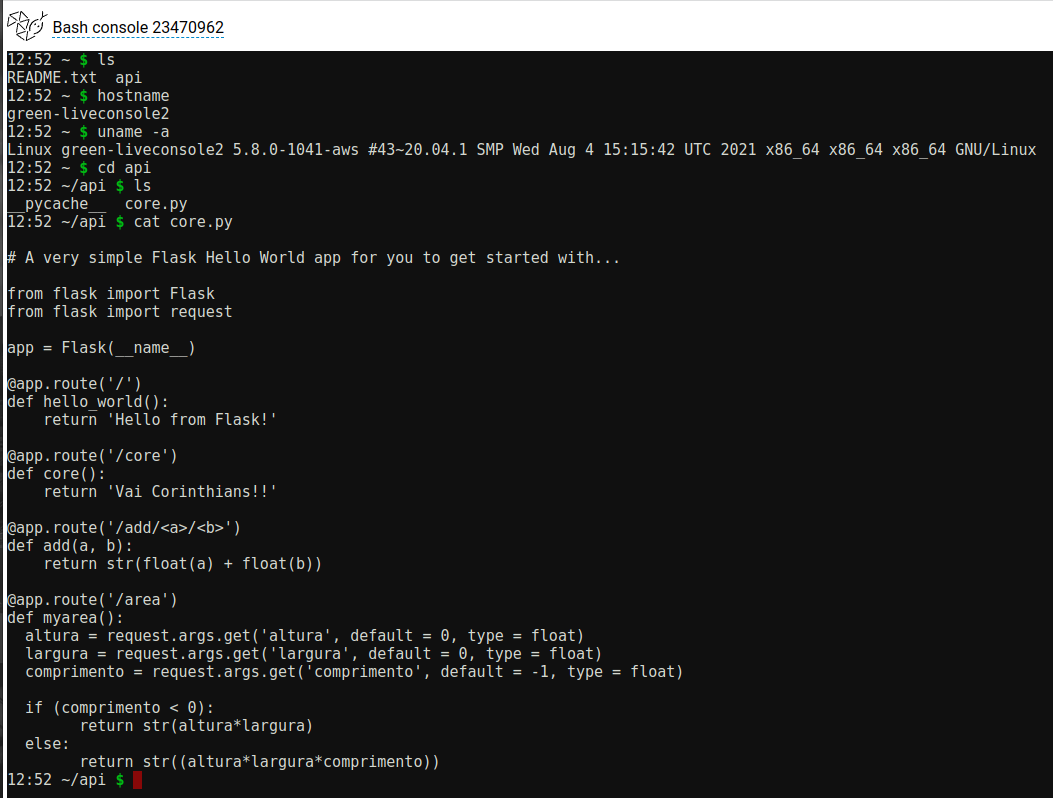 Bash console 23470962
12:52 ~ $ ls
README.txt  api
12:52 ~ $ hostname
green-liveconsole2
12:52 ~ $ uname -a
Linux green-liveconsole2 5.8.0-1041-aws #43~20.04.1 SMP Wed Aug 4 15:15:42 UTC 2021 x86_64 x86_64 x86_64 GNU/Linux
12:52 ~ $ cd api
12:52 ~/api $ ls
__pycache__  core.py
12:52 ~/api $ cat core.py

# A very simple Flask Hello World app for you to get started with...

from flask import Flask
from flask import request

app = Flask(__name__)

@app.route('/')
def hello_world():
    return 'Hello from Flask!'

@app.route('/core')
def core():
    return 'Vai Corinthians!!'

@app.route('/add/<a>/<b>')
def add(a, b):
    return str(float(a) + float(b))

@app.route('/area')
def myarea():
  altura = request.args.get('altura', default = 0, type = float)
  largura = request.args.get('largura', default = 0, type = float)
  comprimento = request.args.get('comprimento', default = -1, type = float)

  if (comprimento < 0):
        return str(altura*largura)
  else:
        return str((altura*largura*comprimento))
12:52 ~/api $